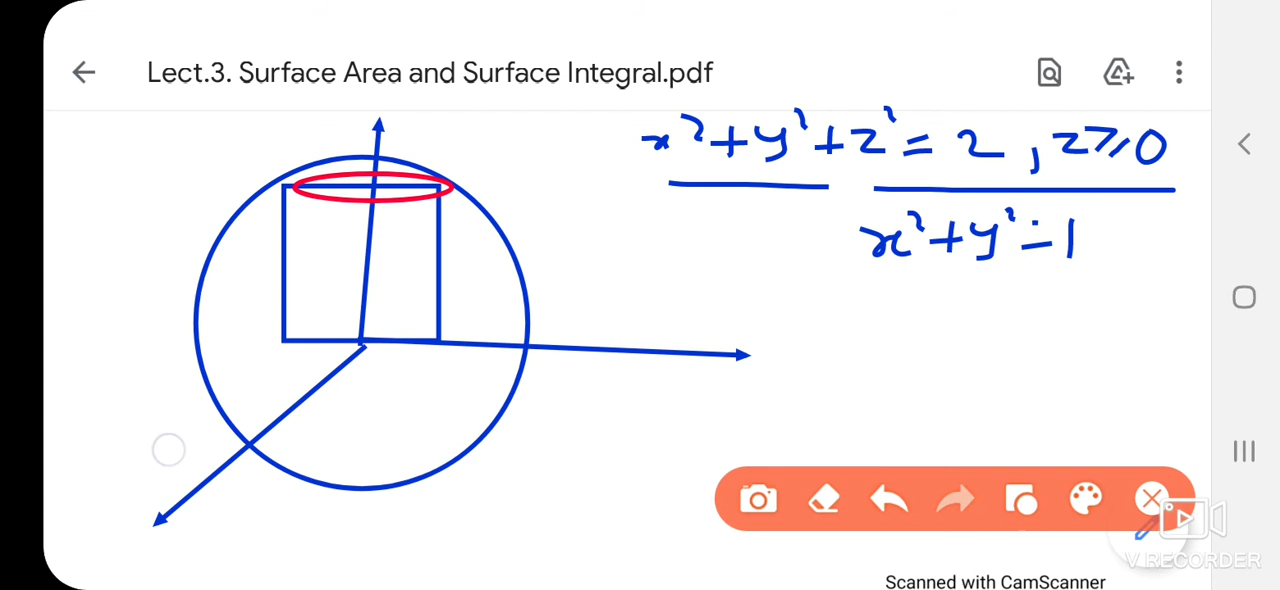 Lect.3. Surface Area and Surface Integral.pdf
x²+y²+z²=2, z≥0
x²+y²=1
V RECORDER
Scanned with CamScanner